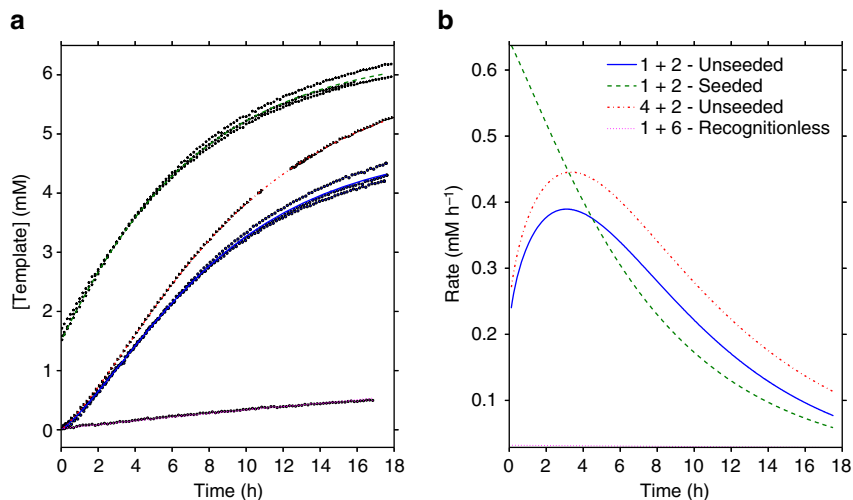 a
[Template] (mM)
6
5
4
3
2
1
0
0 2 4 6 8 10 12 14 16 18
Time (h)
b
Rate (mM h⁻¹)
0.6
0.5
0.4
0.3
0.2
0.1
1 + 2 - Unseeded
1 + 2 - Seeded
4 + 2 - Unseeded
1 + 6 - Recognitionless
0 2 4 6 8 10 12 14 16 18
Time (h)